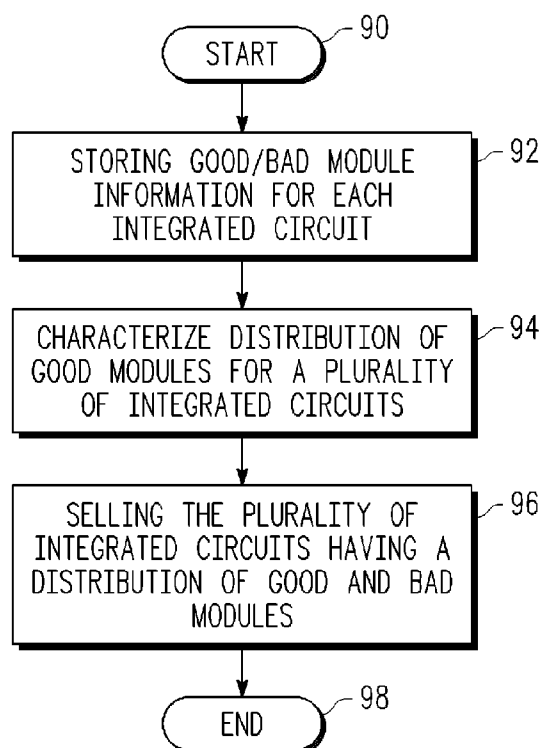 START
90
STORING GOOD/BAD MODULE
INFORMATION FOR EACH
INTEGRATED CIRCUIT
92
CHARACTERIZE DISTRIBUTION OF
GOOD MODULES FOR A PLURALITY
OF INTEGRATED CIRCUITS
94
SELLING THE PLURALITY OF
INTEGRATED CIRCUITS HAVING A
DISTRIBUTION OF GOOD AND BAD
MODULES
96
END
98